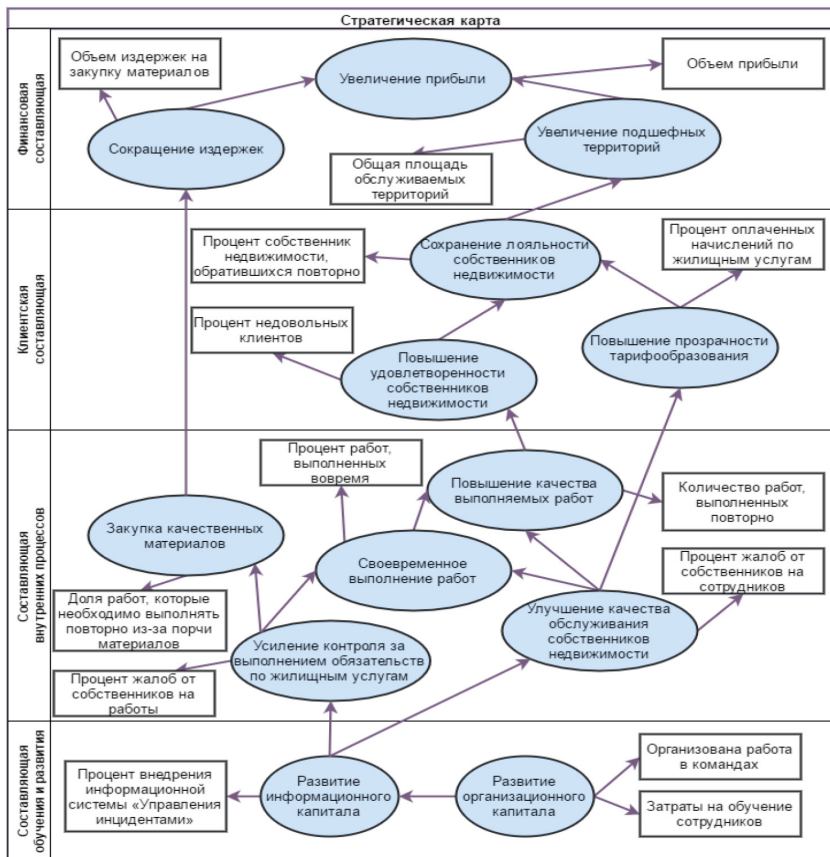 Стратегическая карта
Финансовая
составляющая
Объем издержек на
закупку материалов
Увеличение прибыли
Объем прибыли
Сокращение издержек
Увеличение подшефных
территорий
Общая площадь
обслуживаемых
территорий
Клиентская
составляющая
Процент собственник
недвижимости,
обратившихся повторно
Сохранение лояльности
собственников
недвижимости
Процент оплаченных
начислений по
жилищным услугам
Процент недовольных
клиентов
Повышение
удовлетворенности
собственников
недвижимости
Повышение прозрачности
тарифообразования
Составляющая
внутренних процессов
Процент работ,
выполненных
вовремя
Повышение качества
выполняемых работ
Количество работ,
выполненных
повторно
Закупка качественных
материалов
Своевременное
выполнение работ
Процент жалоб от
собственников на
сотрудников
Доля работ, которые
необходимо выполнять
повторно из-за порчи
материалов
Улучшение качества
обслуживания
собственников
недвижимости
Усиление контроля за
выполнением обязательств
по жилищным услугам
Процент жалоб от
собственников на
работы
Составляющая
обучения и развития
Процент внедрения
информационной
системы «Управления
инцидентами»
Развитие
информационного
капитала
Развитие
организационного
капитала
Организована работа
в командах
Затраты на обучение
сотрудников